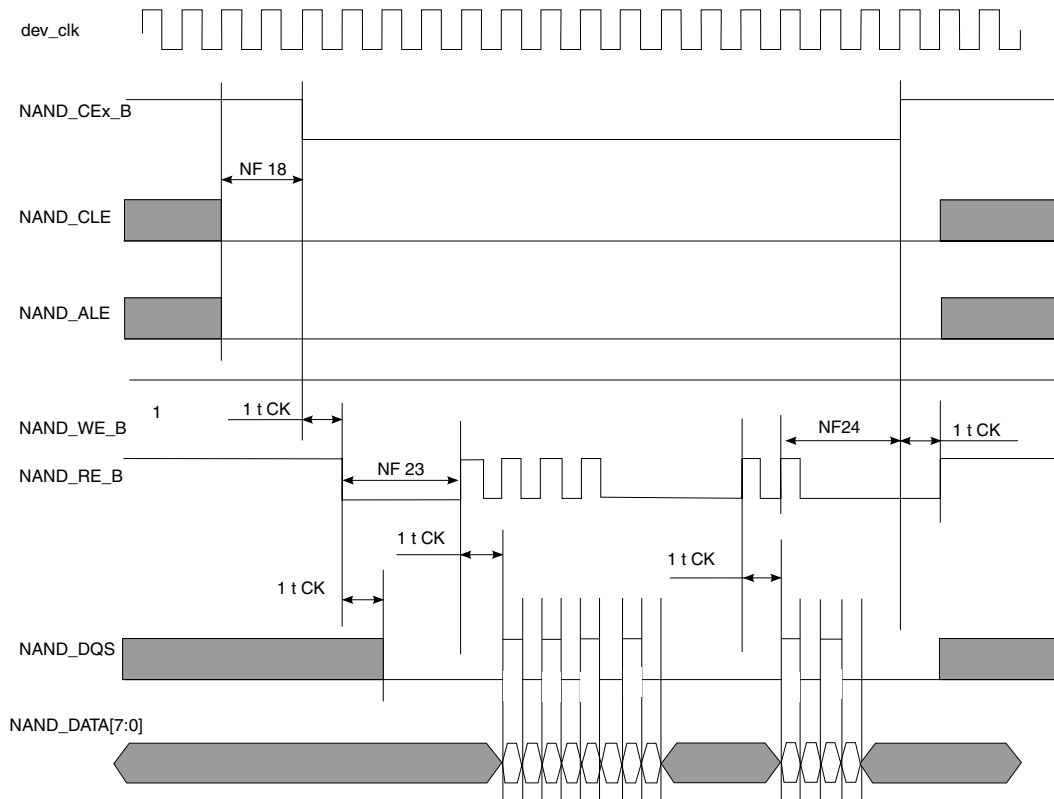 dev_clk
NAND_CEx_B
NF 18
NAND_CLE
NAND_ALE
1
1 t CK
NAND_WE_B
NF24
1 t CK
NAND_RE_B
NF 23
1 t CK
1 t CK
1 t CK
NAND_DQS
NAND_DATA[7:0]